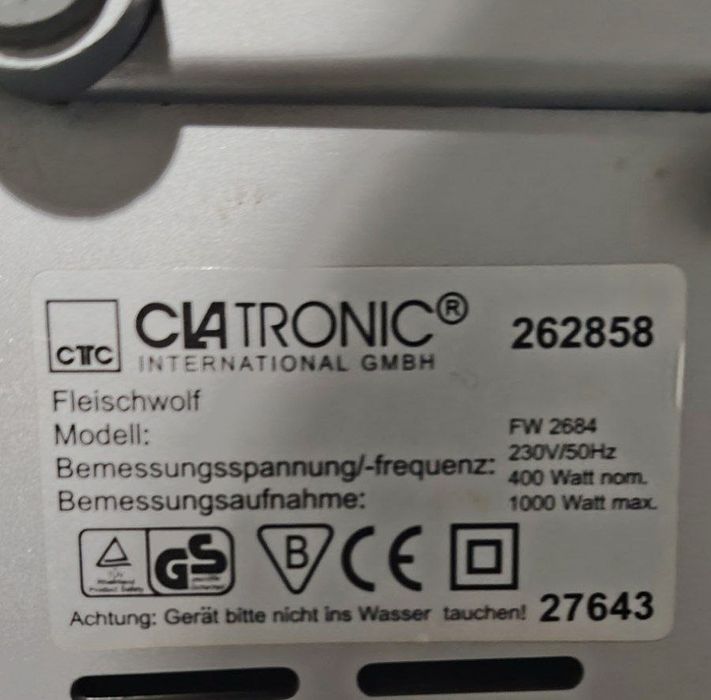 CTC CLATRONIC® 262858
INTERNATIONAL GMBH
Fleischwolf
Modell: FW 2684
Bemessungsspannung/-frequenz: 230V/50Hz
Bemessungsaufnahme: 400 Watt nom.
1000 Watt max.
GS B CE
Achtung: Gerät bitte nicht ins Wasser tauchen! 27643